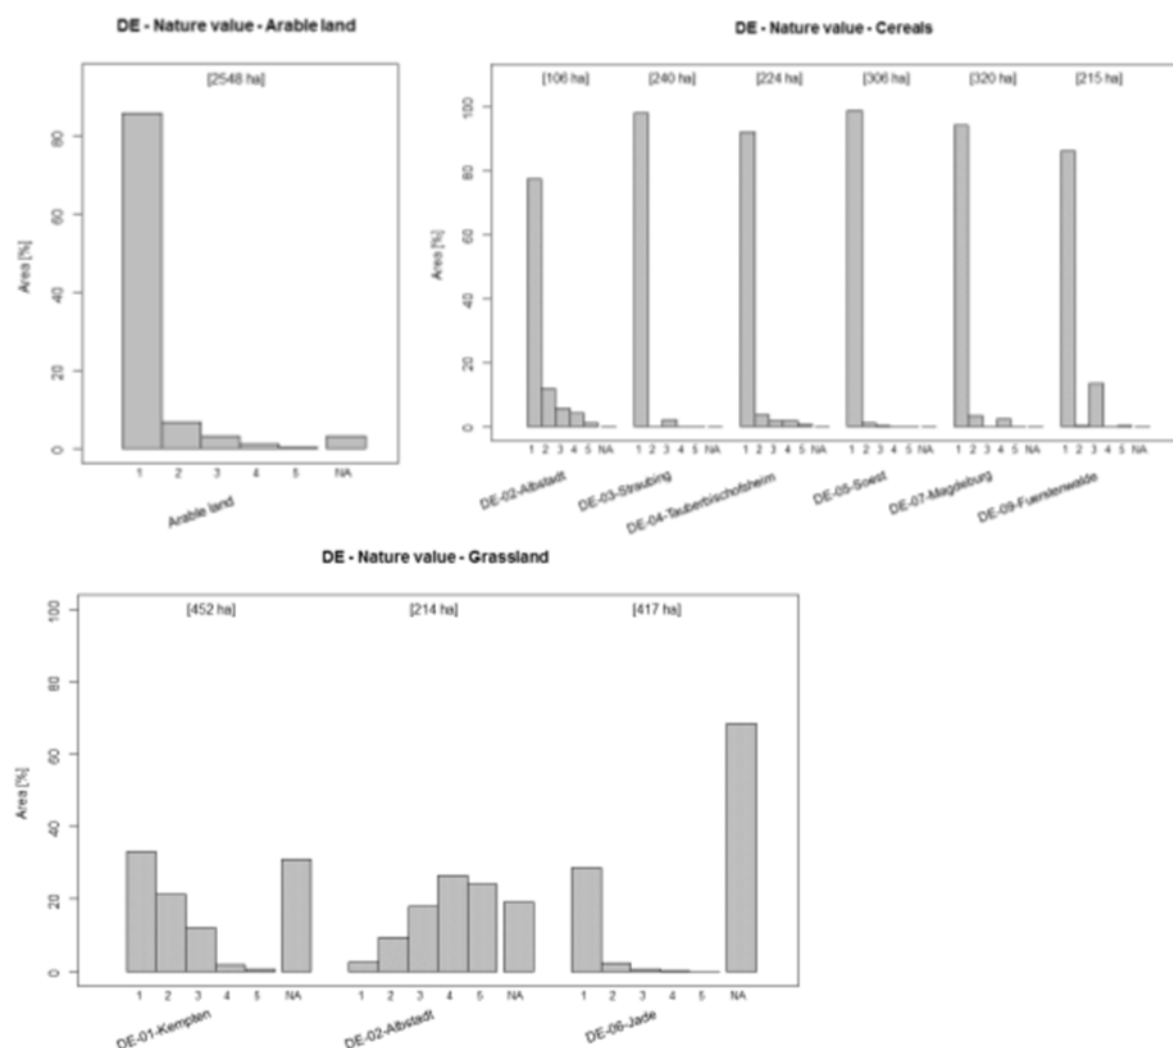 DE - Nature value - Arable land
[2548 ha]
Area [%]
0
20
40
60
80
1 2 3 4 5 NA
Arable land
DE - Nature value - Cereals
[106 ha] [240 ha] [224 ha] [306 ha] [320 ha] [215 ha]
Area [%]
0
20
40
60
80
100
1 2 3 4 5 NA 1 2 3 4 5 NA 1 2 3 4 5 NA 1 2 3 4 5 NA 1 2 3 4 5 NA 1 2 3 4 5 NA
DE-02-Albstadt DE-03-Straubing DE-04-Tauberbischofsheim DE-05-Soest DE-07-Magdeburg DE-09-Fuerstenwalde
DE - Nature value - Grassland
[452 ha] [214 ha] [417 ha]
Area [%]
0
20
40
60
80
100
1 2 3 4 5 NA 1 2 3 4 5 NA 1 2 3 4 5 NA
DE-01-Kempten DE-02-Albstadt DE-06-Jade